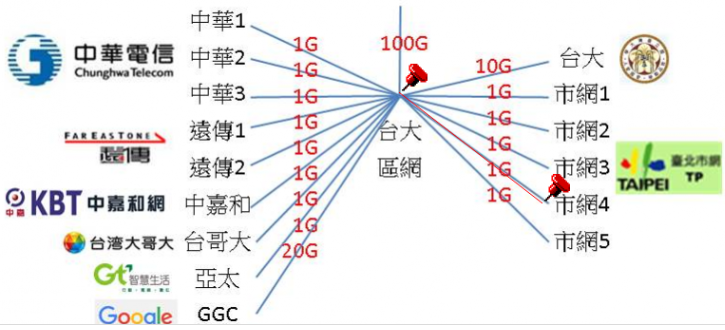 中華電信
Chunghwa Telecom
中華1
中華2
中華3
FAREASTONE
遠傳
遠傳1
遠傳2
中嘉
KBT 中嘉和網
中嘉和
台灣大哥大
台哥大
Gt 智慧生活
亞太
Google
GGC
1G
1G
1G
1G
1G
1G
1G
20G
100G
台大
區網
10G
1G
1G
1G
1G
1G
台大
市網1
市網2
市網3
市網4
市網5
TAIPEI
臺北市網
TP